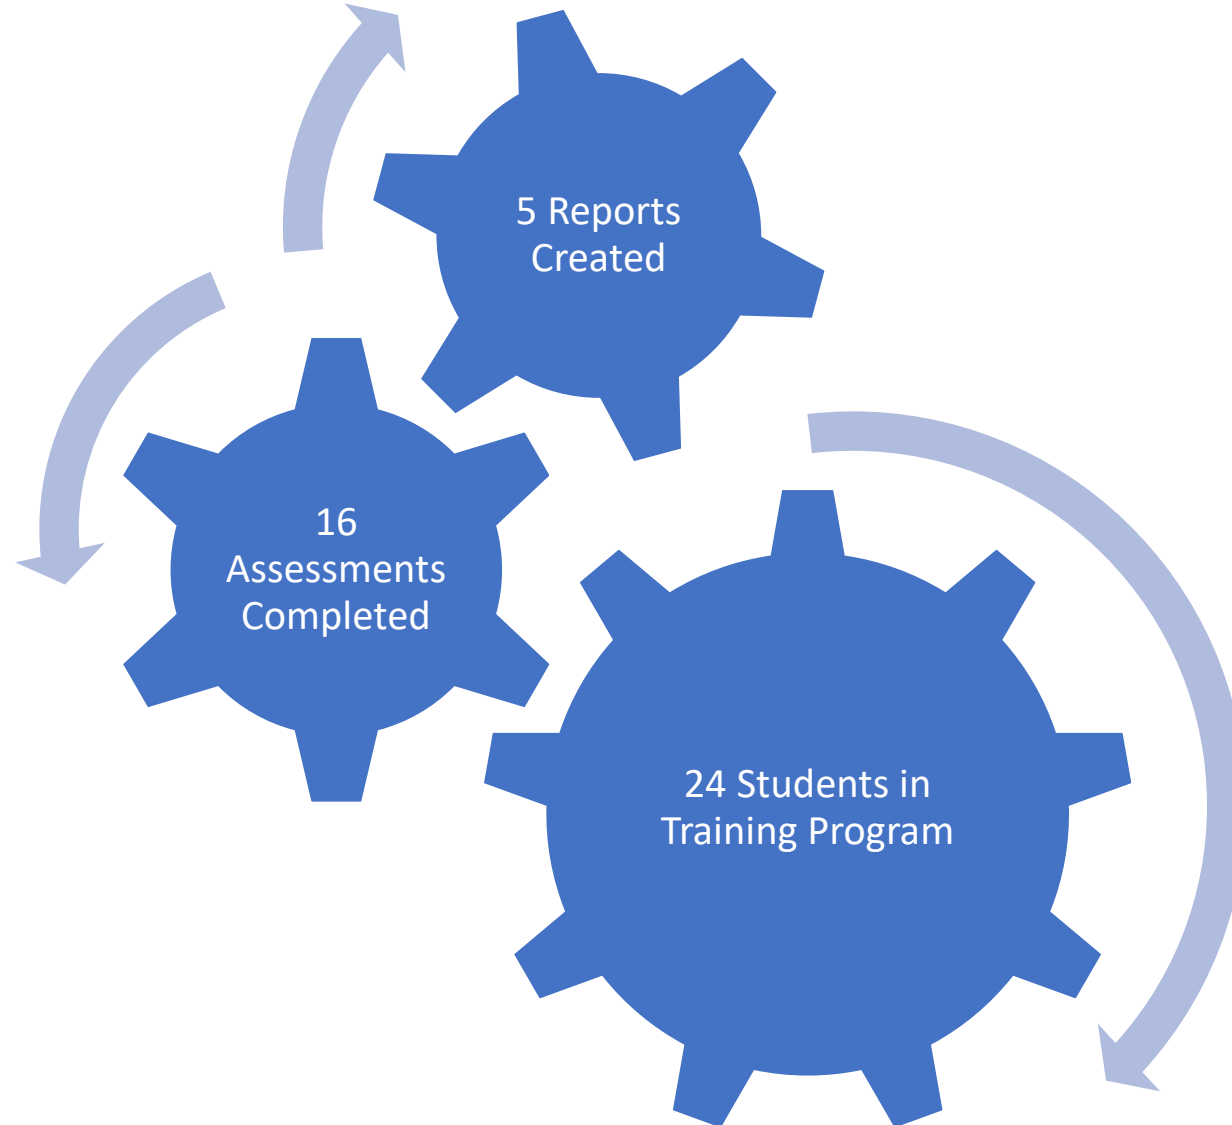 5 Reports
Created
16
Assessments
Completed
24 Students in
Training Program